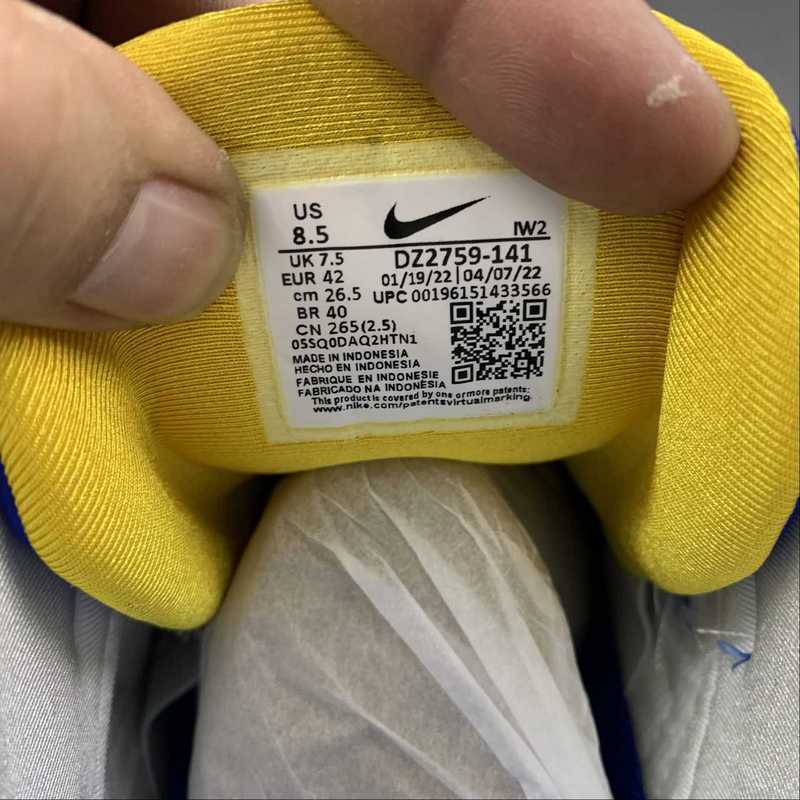 US
8.5
IW2
UK 7.5
DZ2759-141
EUR 42
01/19/22 | 04/07/22
cm 26.5
UPC 00196151433566
BR 40
CN 265(2.5)
05SQ0DAQ2HTN1
MADE IN INDONESIA
HECHO EN INDONESIA
FABRIQUE EN INDONESIE
FABRICADO NA INDONÉSIA
This product is covered by one or more patents:
www.nike.com/patentsvirtualmarking